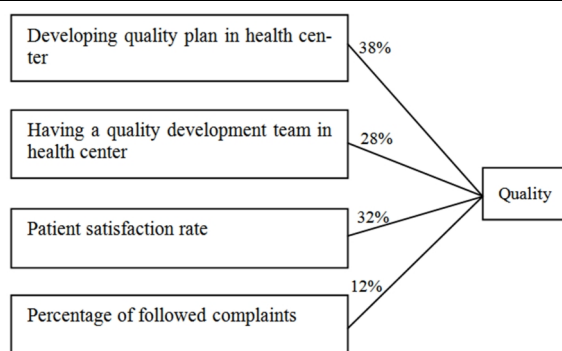 Developing quality plan in health cen-
ter
38%
Having a quality development team in
health center
28%
Quality
Patient satisfaction rate
32%
Percentage of followed complaints
12%